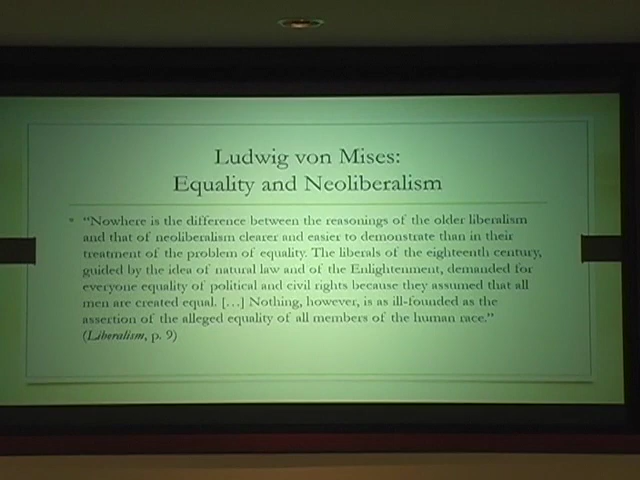 Ludwig von Mises:
Equality and Neoliberalism
"Nowhere is the difference between the reasonings of the older liberalism
and that of neoliberalism clearer and easier to demonstrate than in their
treatment of the problem of equality. The liberals of the eighteenth century,
guided by the idea of natural law and of the Enlightenment, demanded for
everyone equality of political and civil rights because they assumed that all
men are created equal. […] Nothing, however, is as ill-founded as the
assertion of the alleged equality of all members of the human race."
(Liberalism, p. 9)